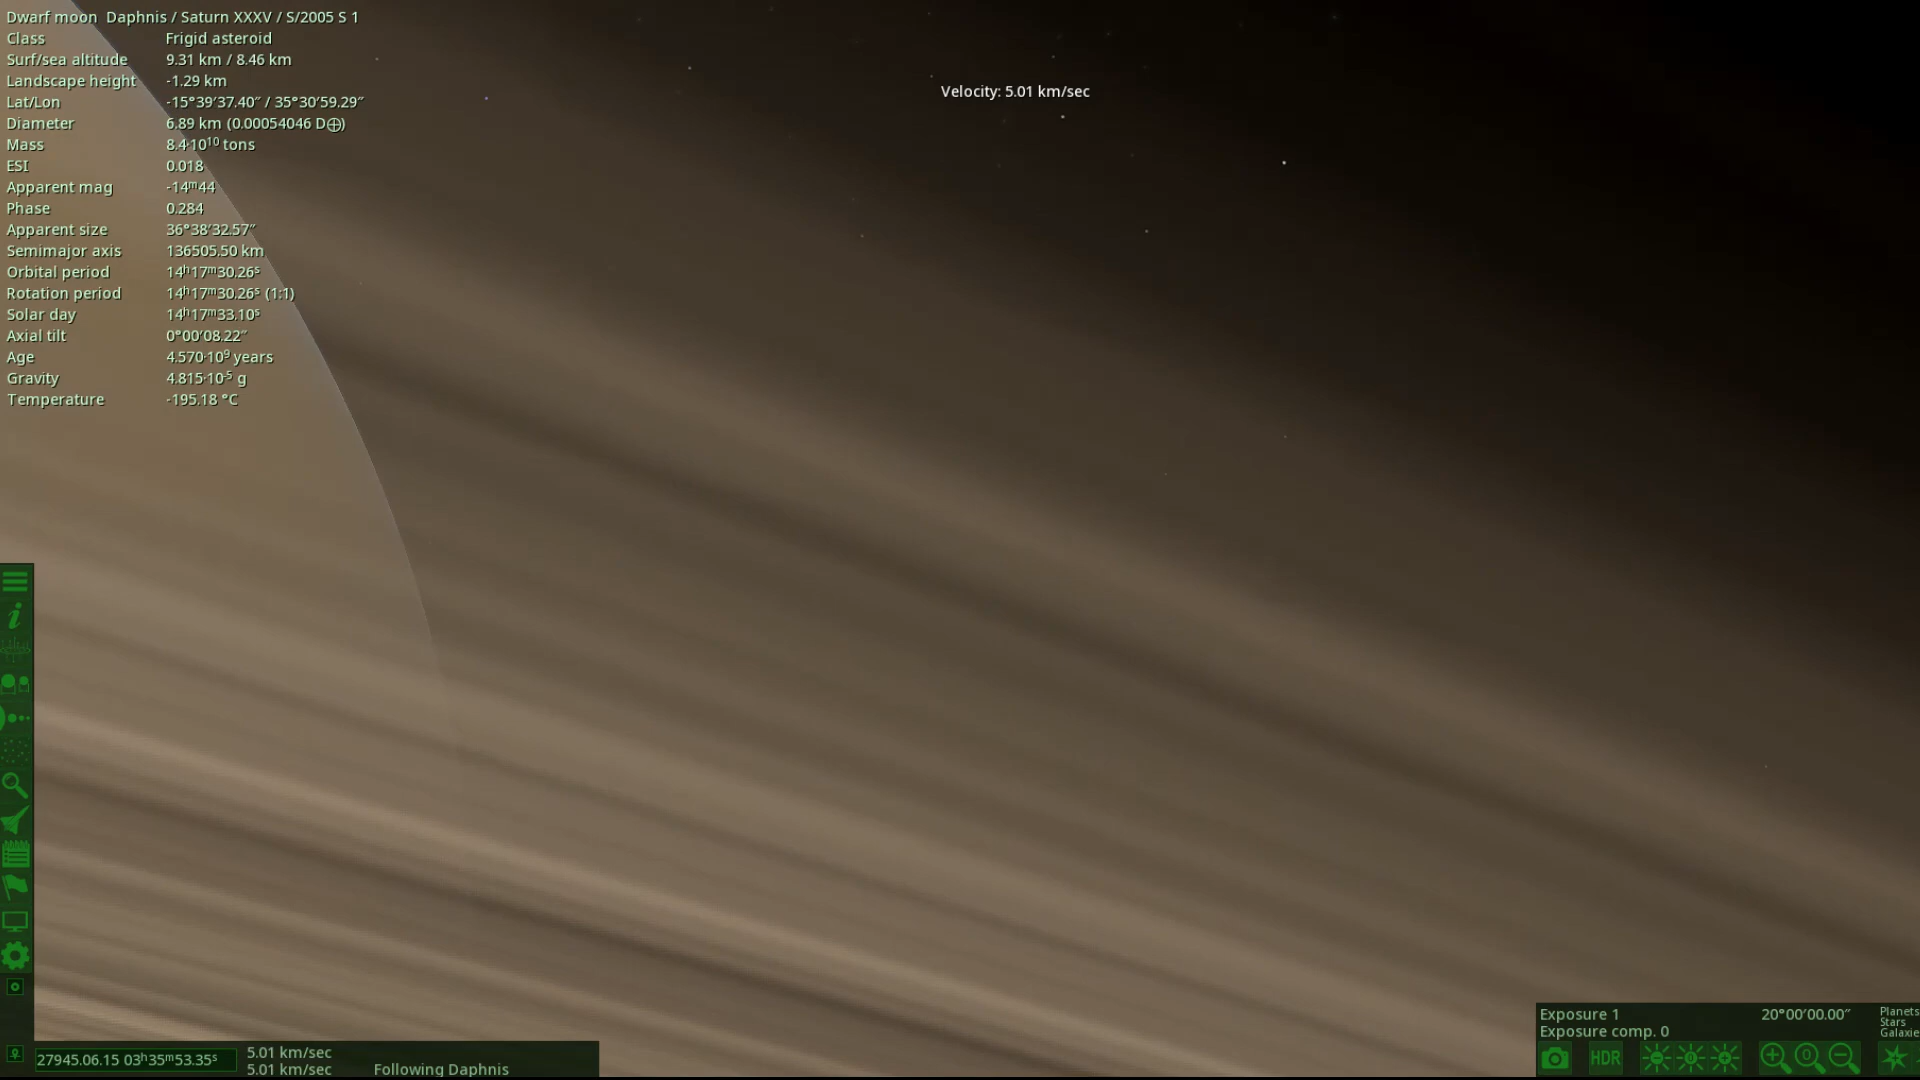 Dwarf moon Daphnis / Saturn XXXV / S/2005 S 1
Class Frigid asteroid
Surf/sea altitude 9.31 km / 8.46 km
Landscape height -1.29 km
Lat/Lon -15°39′37.40″ / 35°30′59.29″
Diameter 6.89 km (0.00054046 D⊕)
Mass 8.4·10¹⁰ tons
ESI 0.018
Apparent mag -14ᵐ44
Phase 0.284
Apparent size 36°38′32.57″
Semimajor axis 136505.50 km
Orbital period 14ʰ17ᵐ30.26ˢ
Rotation period 14ʰ17ᵐ30.26ˢ (1:1)
Solar day 14ʰ17ᵐ33.10ˢ
Axial tilt 0°00′08.22″
Age 4.570·10⁹ years
Gravity 4.815·10⁻⁵ g
Temperature -195.18 °C
Velocity: 5.01 km/sec
27945.06.15 03ʰ35ᵐ53.35ˢ
5.01 km/sec
5.01 km/sec Following Daphnis
Exposure 1 20°00′00.00″
Exposure comp. 0
Planets
Stars
Galaxie
HDR